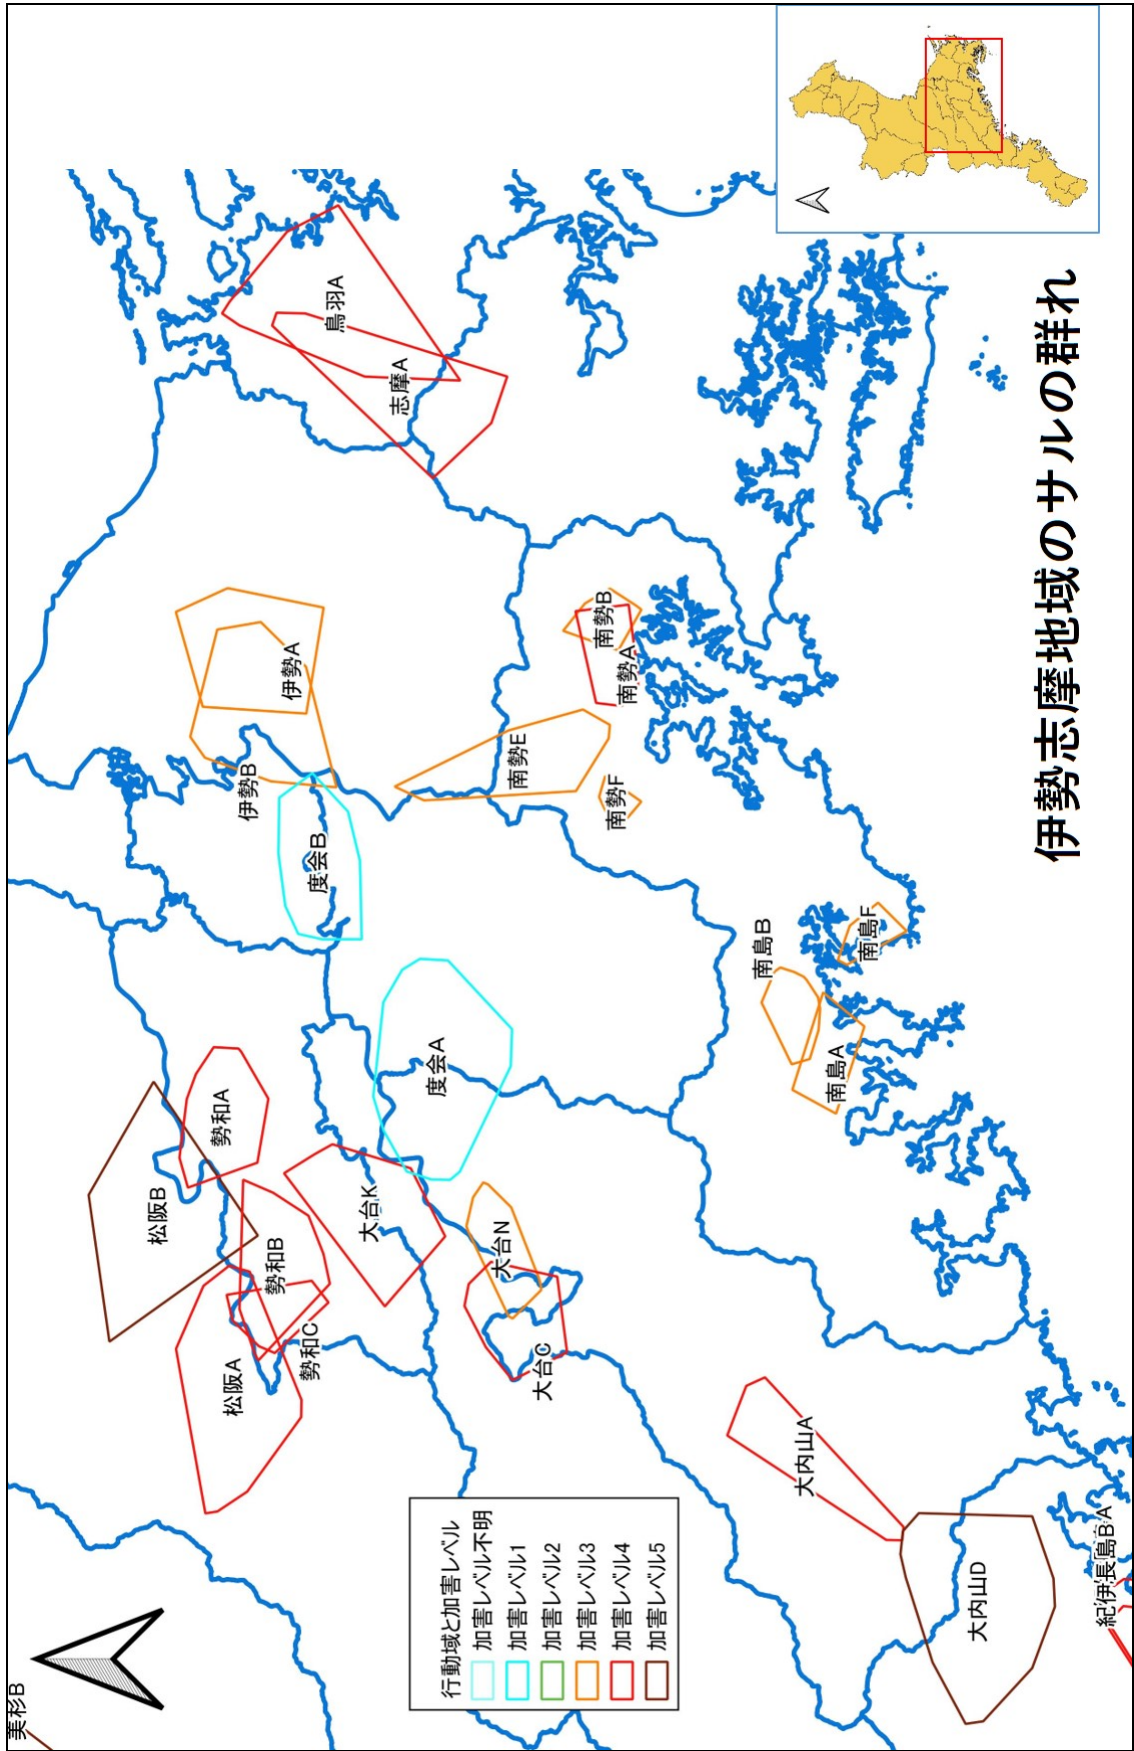 伊勢志摩地域のサルの群れ
美杉B
松阪B
松阪A
勢和A
勢和B
勢和C
伊勢A
伊勢B
度会B
度会A
鳥羽A
志摩A
大台K
大台N
大台C
南勢E
南勢B
南勢A
南勢F
南島B
南島F
南島A
大内山A
大内山D
紀伊長島B
A
行動域と加害レベル
加害レベル不明
加害レベル1
加害レベル2
加害レベル3
加害レベル4
加害レベル5